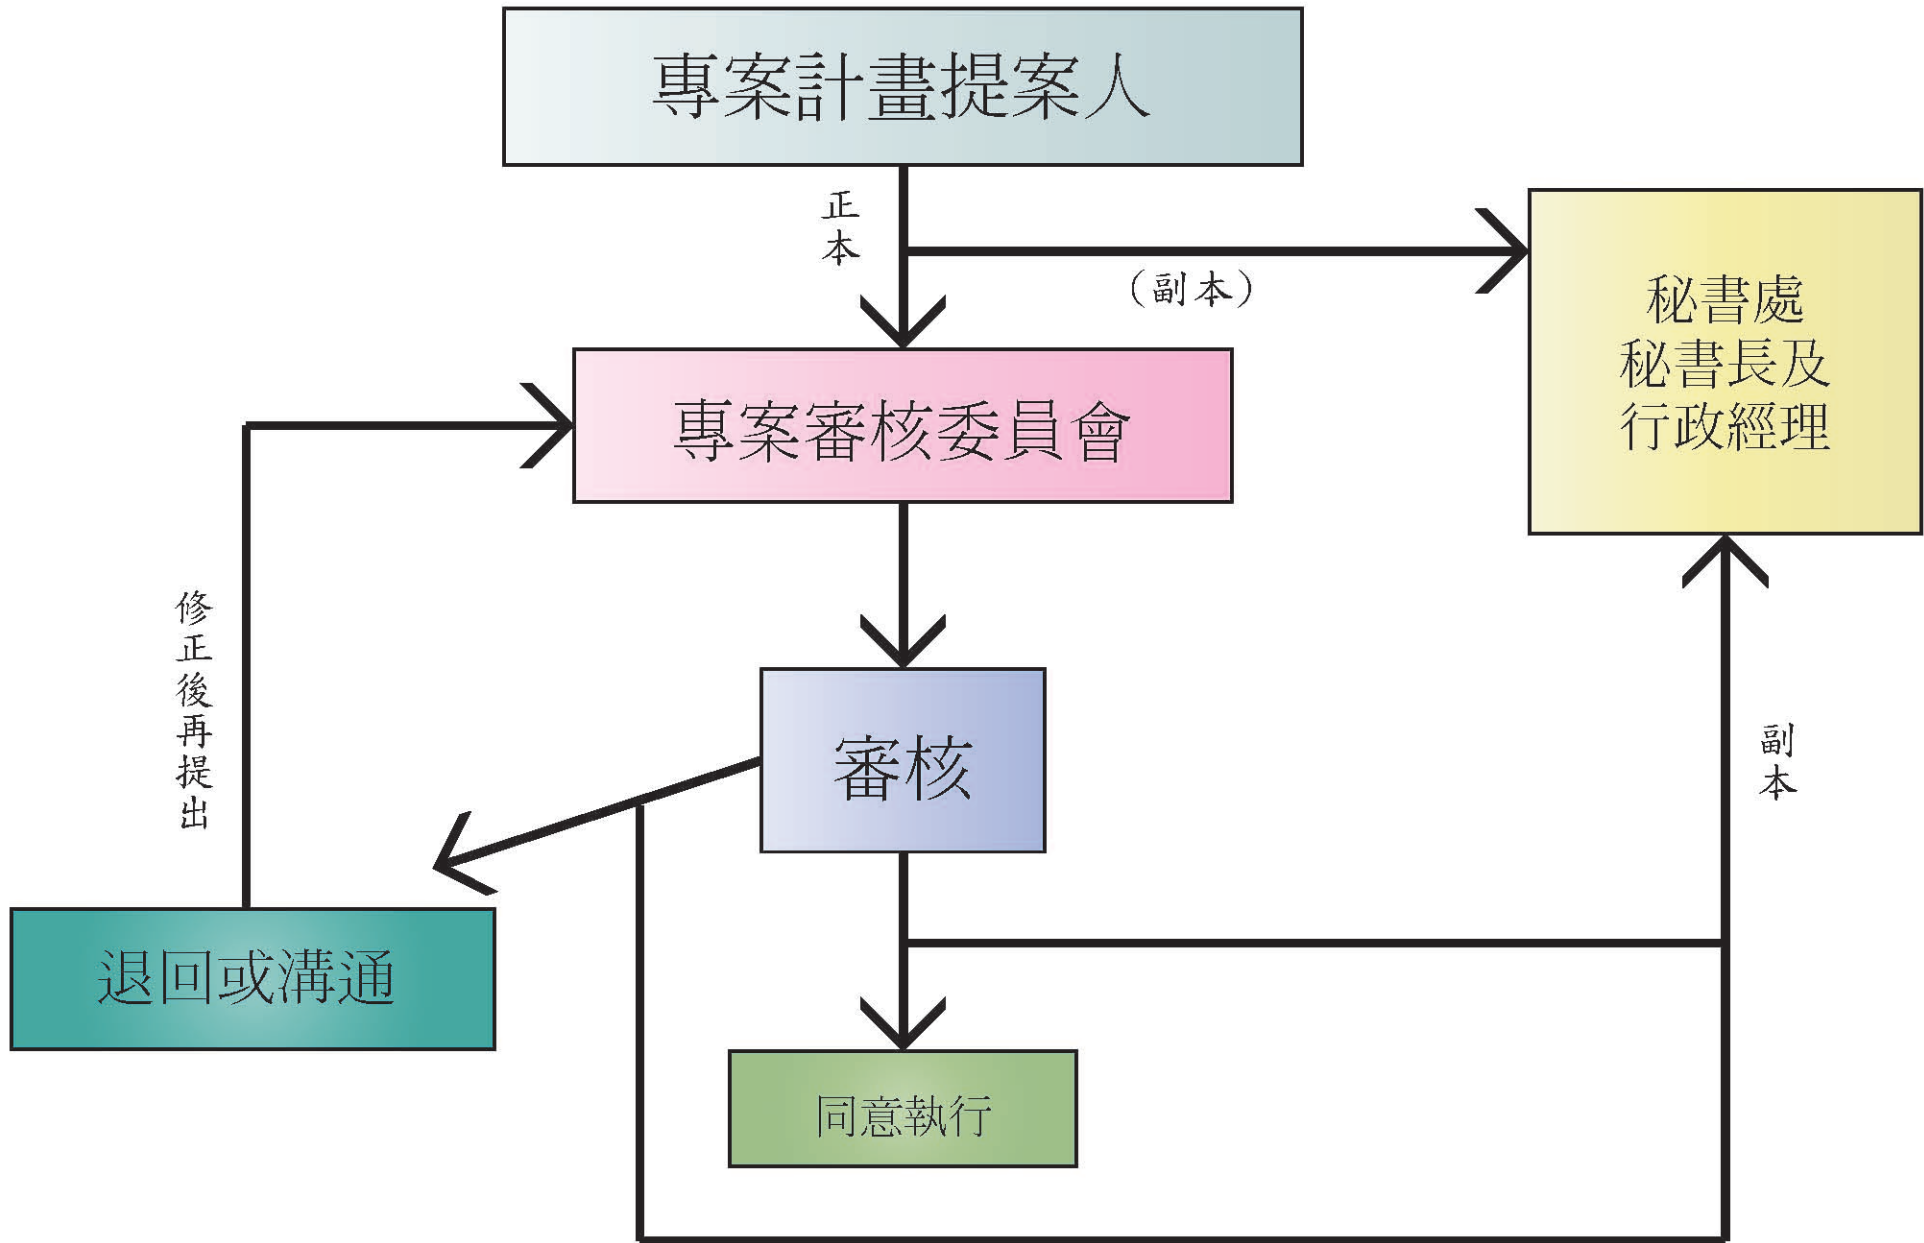 專案計畫提案人
正本
(副本)
秘書處
秘書長及
行政經理
專案審核委員會
修正後再提出
審核
副本
退回或溝通
同意執行